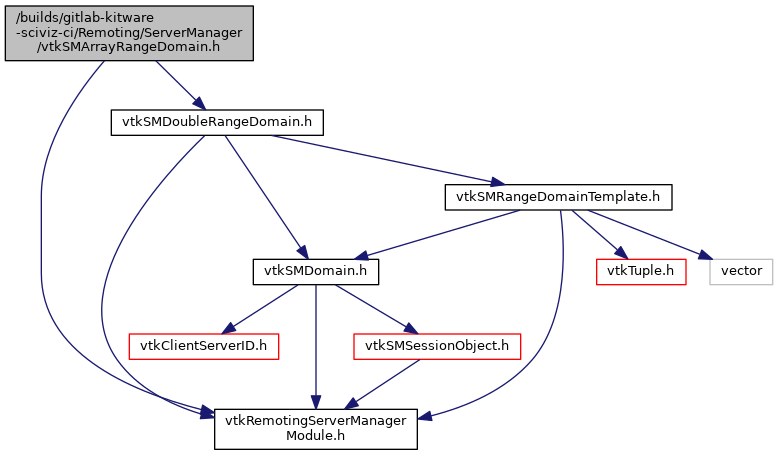 /builds/gitlab-kitware
-sciviz-ci/Remoting/ServerManager
/vtkSMArrayRangeDomain.h
vtkSMDoubleRangeDomain.h
vtkSMRangeDomainTemplate.h
vtkSMDomain.h
vtkTuple.h
vector
vtkClientServerID.h
vtkSMSessionObject.h
vtkRemotingServerManager
Module.h